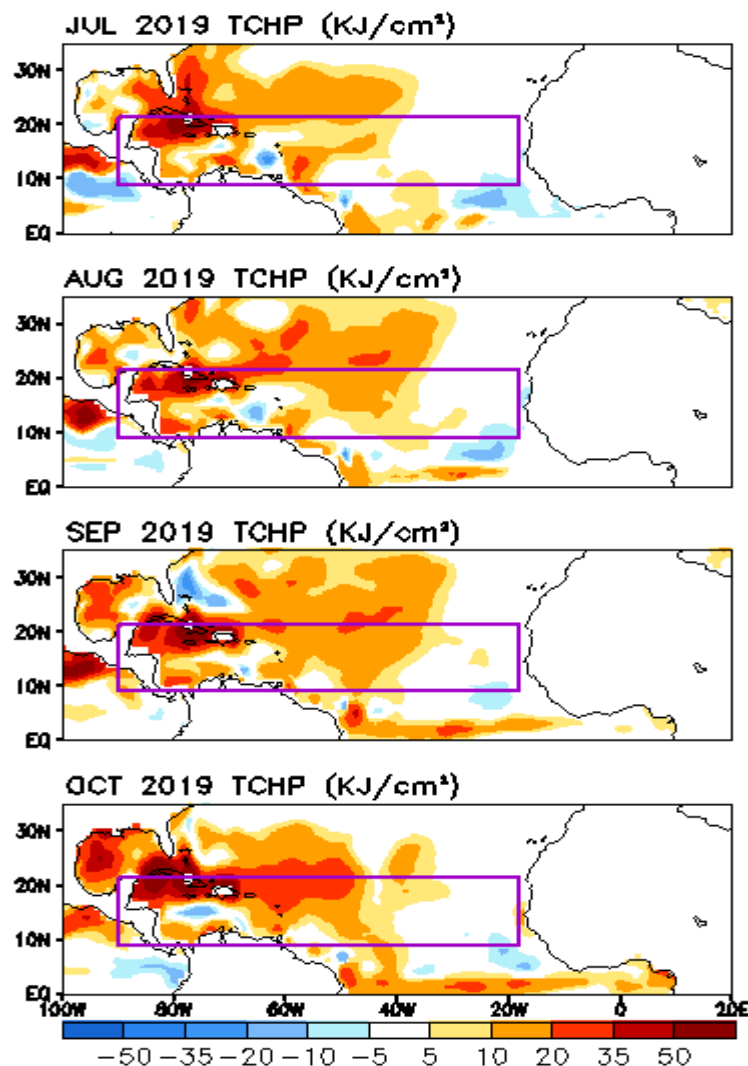 JUL 2019 TCHP (KJ/cm²)
30N
20N
10N
EQ
AUG 2019 TCHP (KJ/cm²)
30N
20N
10N
EQ
SEP 2019 TCHP (KJ/cm²)
30N
20N
10N
EQ
OCT 2019 TCHP (KJ/cm²)
30N
20N
10N
EQ
100W 80W 60W 40W 20W 0 20E
-50 -35 -20 -10 -5 5 10 20 35 50